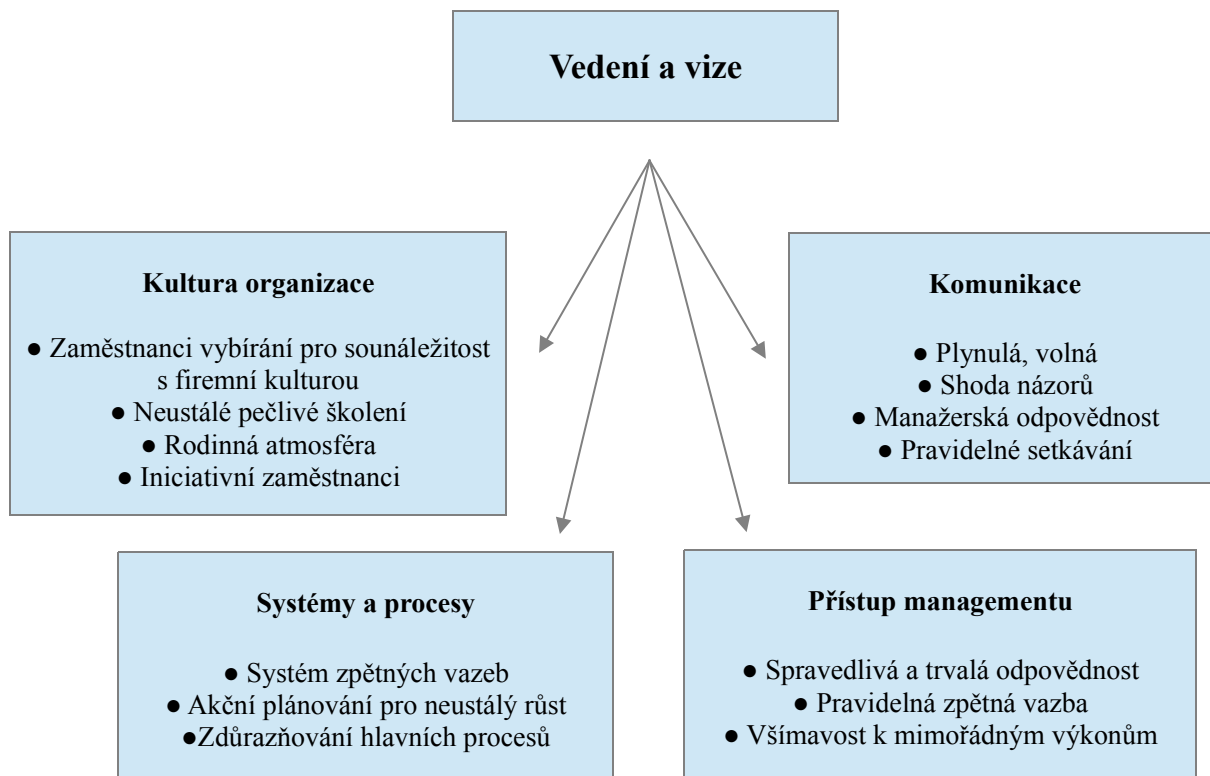 Vedení a vize
Kultura organizace
● Zaměstnanci vybírání pro sounáležitost
s firemní kulturou
● Neustálé pečlivé školení
● Rodinná atmosféra
● Iniciativní zaměstnanci
Komunikace
● Plynulá, volná
● Shoda názorů
● Manažerská odpovědnost
● Pravidelné setkávání
Systémy a procesy
● Systém zpětných vazeb
● Akční plánování pro neustálý růst
●Zdůrazňování hlavních procesů
Přístup managementu
● Spravedlivá a trvalá odpovědnost
● Pravidelná zpětná vazba
● Všímavost k mimořádným výkonům